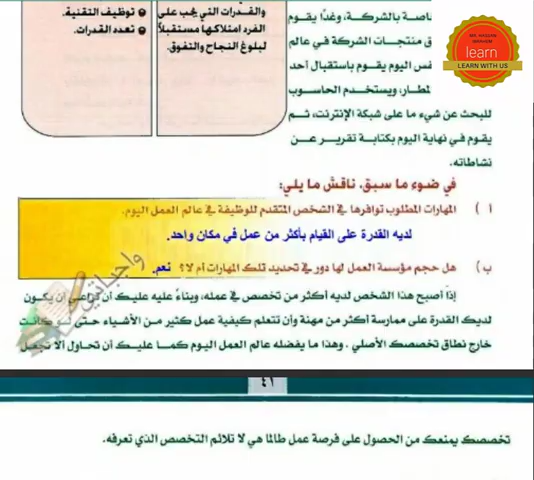 والقدرات التي يجب على
الفرد امتلاكها مستقبلاً
لبلوغ النجاح والتفوق.
• توظيف التقنية.
• تعدد القدرات.
learn
LEARN WITH US
خاصة بالشركة، وغدًا يقوم
منتجات الشركة في عالم
اليوم يقوم باستقبال أحد
المطار، ويستخدم الحاسوب
للبحث عن شيء ما على شبكة الإنترنت، ثم
يقوم في نهاية اليوم بكتابة تقرير عن
نشاطاته.
في ضوء ما سبق، ناقش ما يلي:
أ ) المهارات المطلوب توافرها في الشخص المتقدم للوظيفة في عالم العمل اليوم.
لديه القدرة على القيام بأكثر من عمل في مكان واحد.
ب) هل حجم مؤسسة العمل لها دور في تحديد تلك المهارات أم لا؟ نعم.
إذًا أصبح هذا الشخص لديه أكثر من تخصص في عمله، وبناءً عليه عليك أن تراعي أن يكون
لديك القدرة على ممارسة أكثر من مهنة وأن تتعلم كيفية عمل كثير من الأشياء حتى لو كانت
خارج نطاق تخصصك الأصلي . وهذا ما يفضله عالم العمل اليوم كما عليك أن تحاول ألا تجعل
واجباتي
٤١
تخصصك يمنعك من الحصول على فرصة عمل طالما هي لا تلائم التخصص الذي تعرفه.